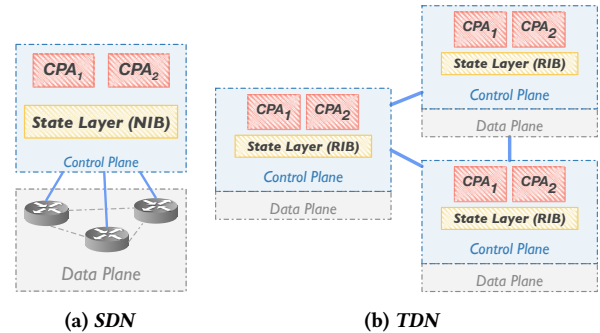 CPA1 CPA2
State Layer (NIB)
Control Plane
Data Plane
(a) SDN
CPA1 CPA2
State Layer (RIB)
Control Plane
Data Plane
CPA1 CPA2
State Layer (RIB)
Control Plane
Data Plane
CPA1 CPA2
State Layer (RIB)
Control Plane
Data Plane
(b) TDN